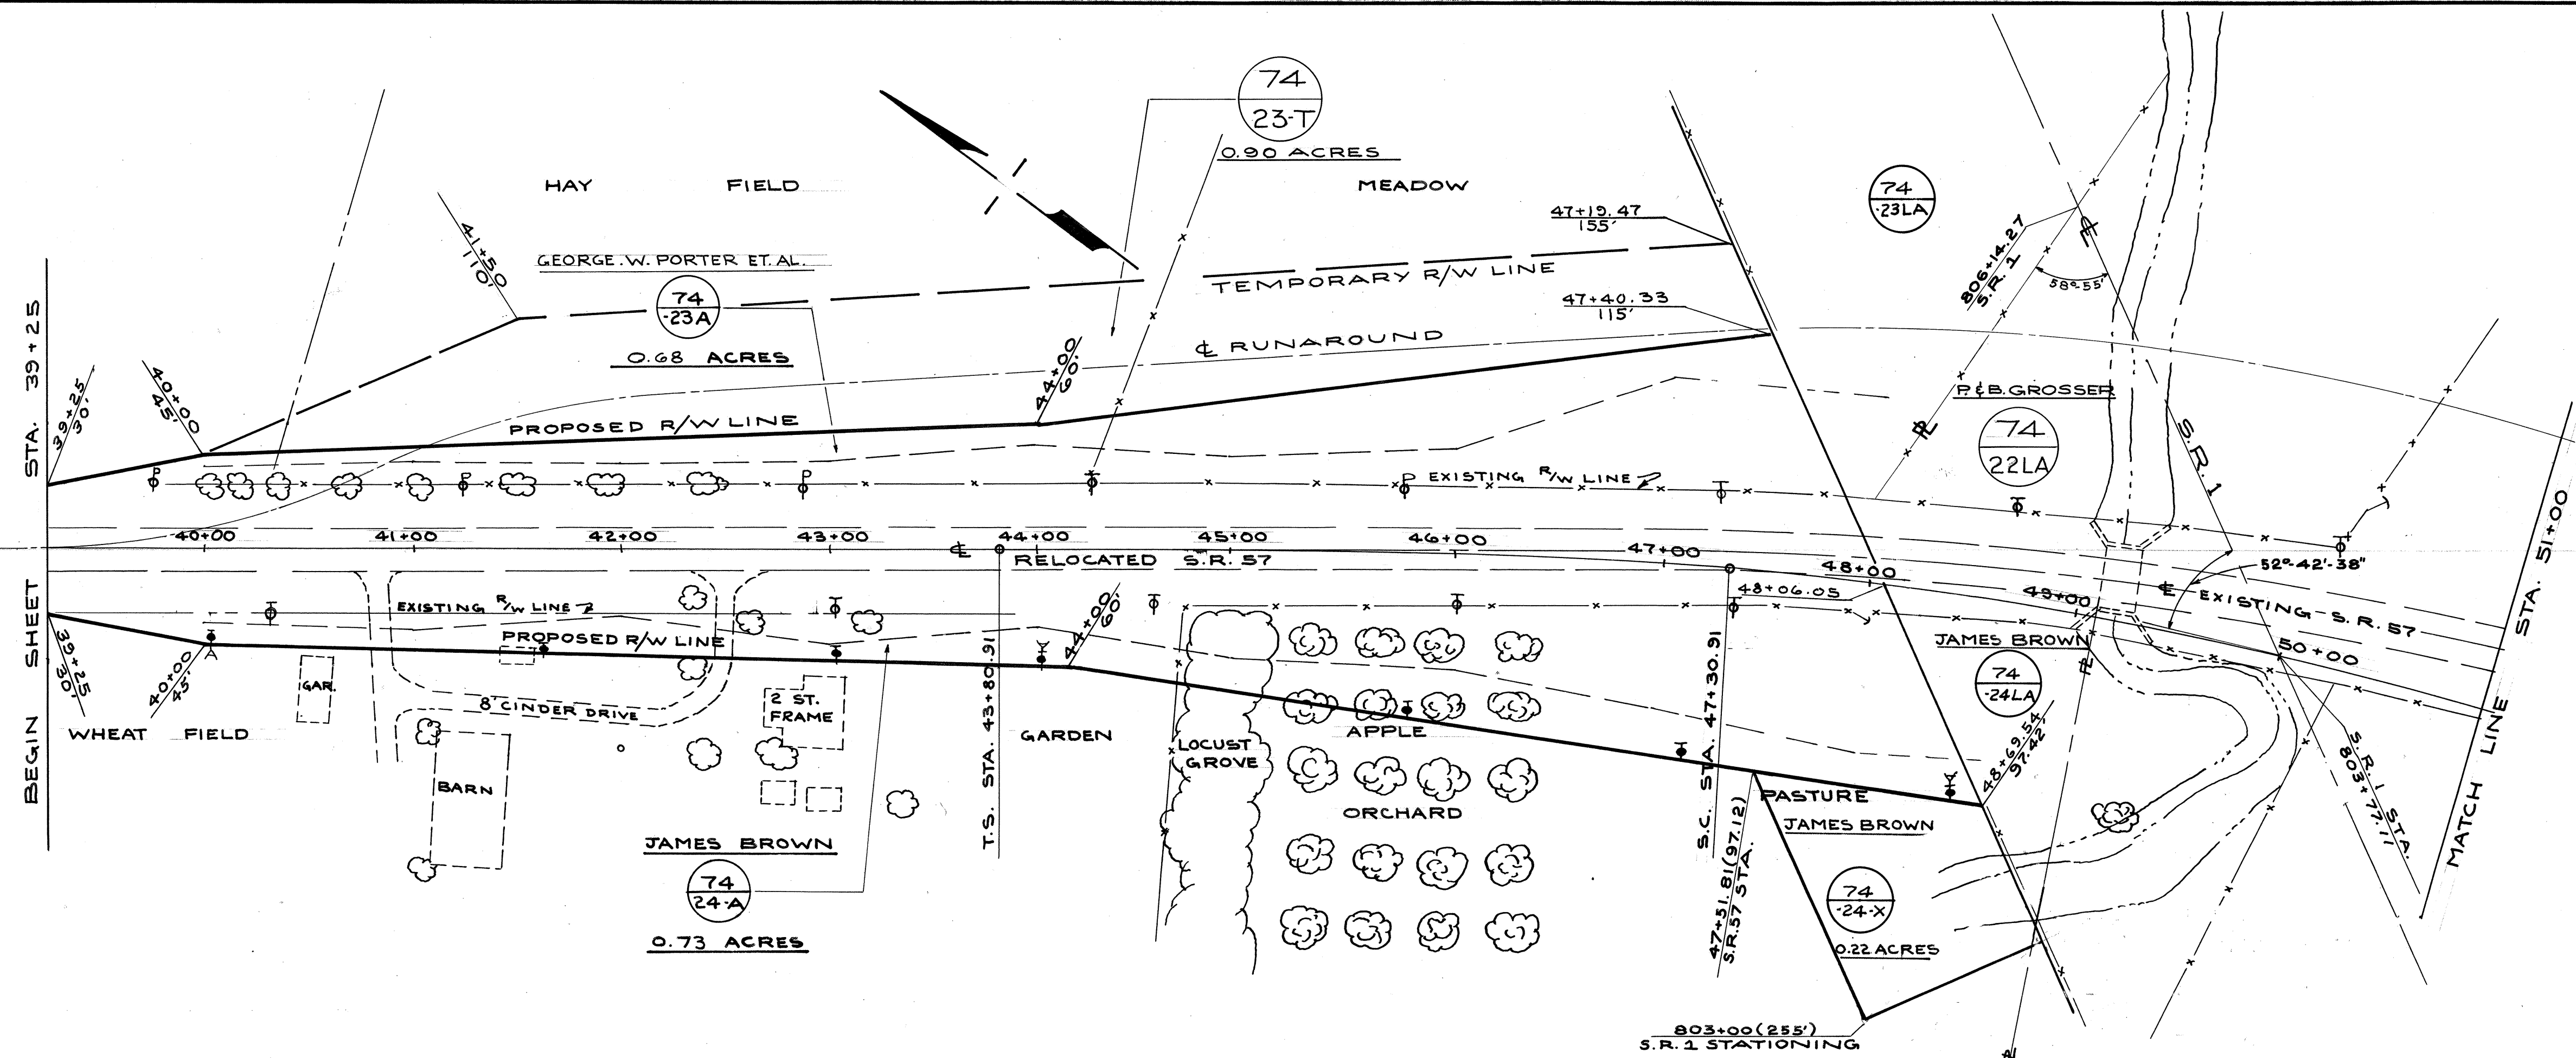 74
23-T
0.90 ACRES
HAY FIELD
MEADOW
74
-23LA
41+50
110'
GEORGE.W. PORTER ET. AL.
74
-23A
0.68 ACRES
47+19.47
155'
TEMPORARY R/W LINE
47+40.33
115'
℄ RUNAROUND
806+14.27
S.R. 1
58°-55'
STA. 39+25
39+25
30'
40+00
45'
44+00
60'
PROPOSED R/W LINE
P. & B. GROSSER
74
22LA
S.R. 1
P
P
P
P
EXISTING R/W LINE
40+00
41+00
42+00
43+00
44+00
45+00
46+00
47+00
48+00
49+00
50+00
℄ RELOCATED S.R. 57
48+06.05
52°-42'-38"
℄ EXISTING S.R. 57
STA. 51+00
MATCH LINE
EXISTING R/W LINE
PROPOSED R/W LINE
44+00
60'
JAMES BROWN
74
-24LA
BEGIN SHEET
39+25
30'
40+00
45'
GAR.
8' CINDER DRIVE
2 ST.
FRAME
WHEAT FIELD
BARN
T.S. STA. 43+80.91
GARDEN
LOCUST
GROVE
APPLE
ORCHARD
S.C. STA. 47+30.91
48+69.54
97.42'
S.R. 1 STA.
803+77.11
47+51.81(97.12)
S.R.57 STA.
PASTURE
JAMES BROWN
74
-24-X
0.22 ACRES
JAMES BROWN
74
24-A
0.73 ACRES
803+00(255')
S.R. 1 STATIONING